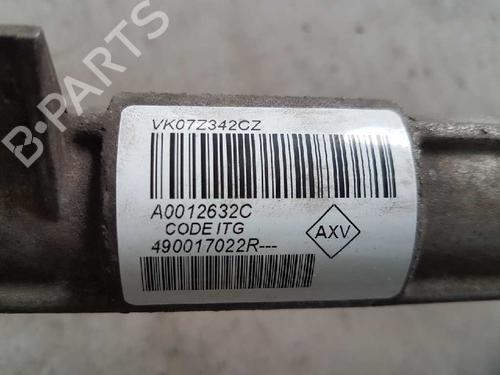 B-PARTS
VK07Z342CZ
A0012632C
CODE ITG
490017022R---
AXV